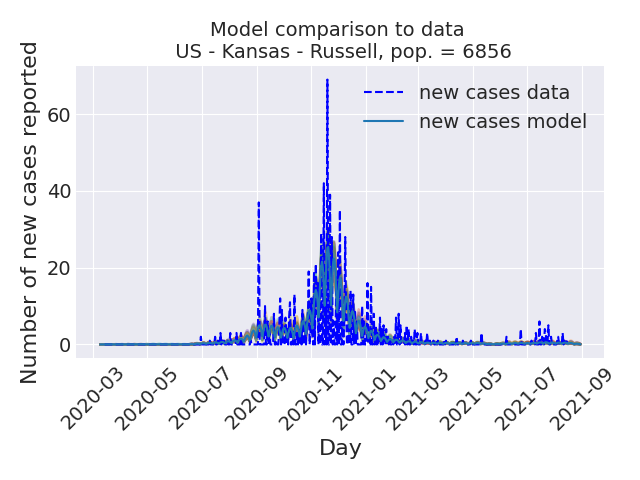 Model comparison to data
US - Kansas - Russell, pop. = 6856
new cases data
new cases model
Number of new cases reported
60
40
20
0
2020-03
2020-05
2020-07
2020-09
2020-11
2021-01
2021-03
2021-05
2021-07
2021-09
Day